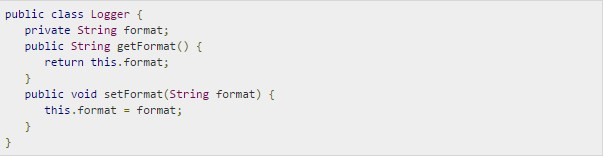 public class Logger {
   private String format;
   public String getFormat() {
      return this.format;
   }
   public void setFormat(String format) {
      this.format = format;
   }
}